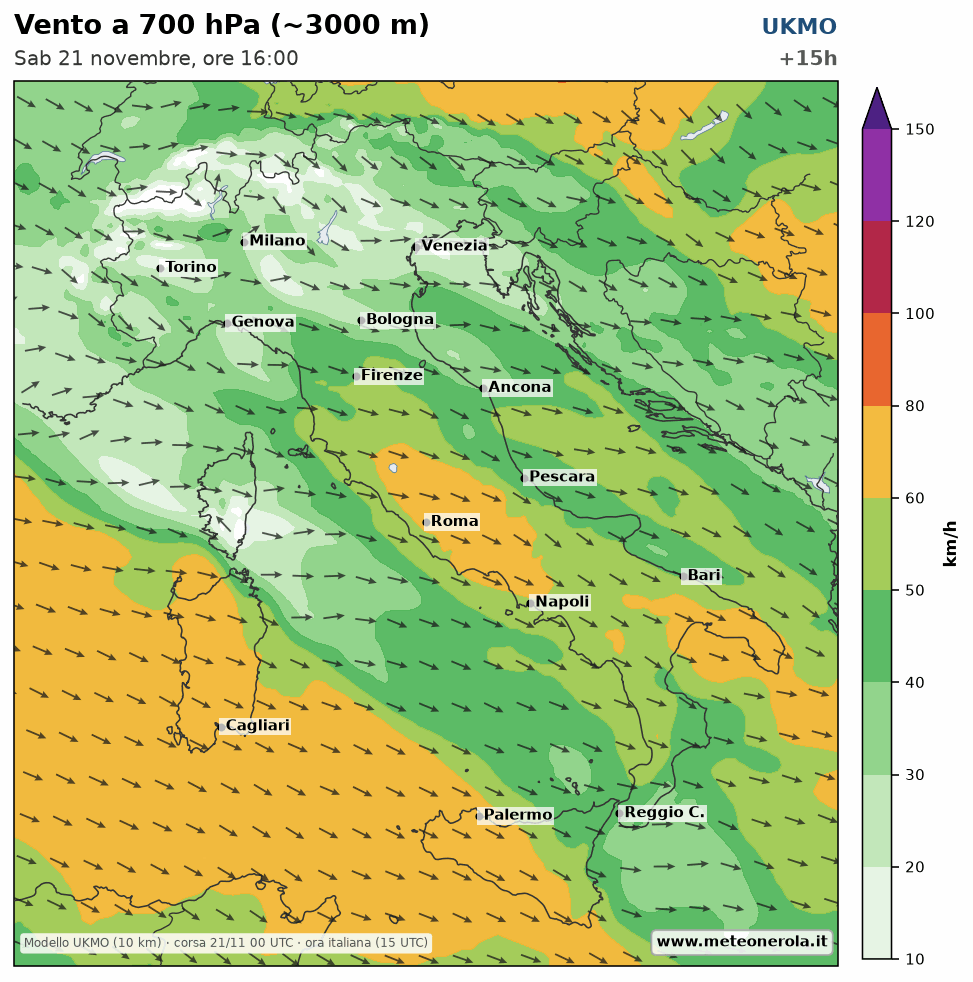 Vento a 700 hPa (~3000 m)
UKMO
Sab 21 novembre, ore 16:00
+15h
150
120
100
80
60
50
40
30
20
10
km/h
Milano
Venezia
Torino
Genova
Bologna
Firenze
Ancona
Pescara
Roma
Bari
Napoli
Cagliari
Palermo
Reggio C.
Modello UKMO (10 km) · corsa 21/11 00 UTC · ora italiana (15 UTC)
www.meteonerola.it